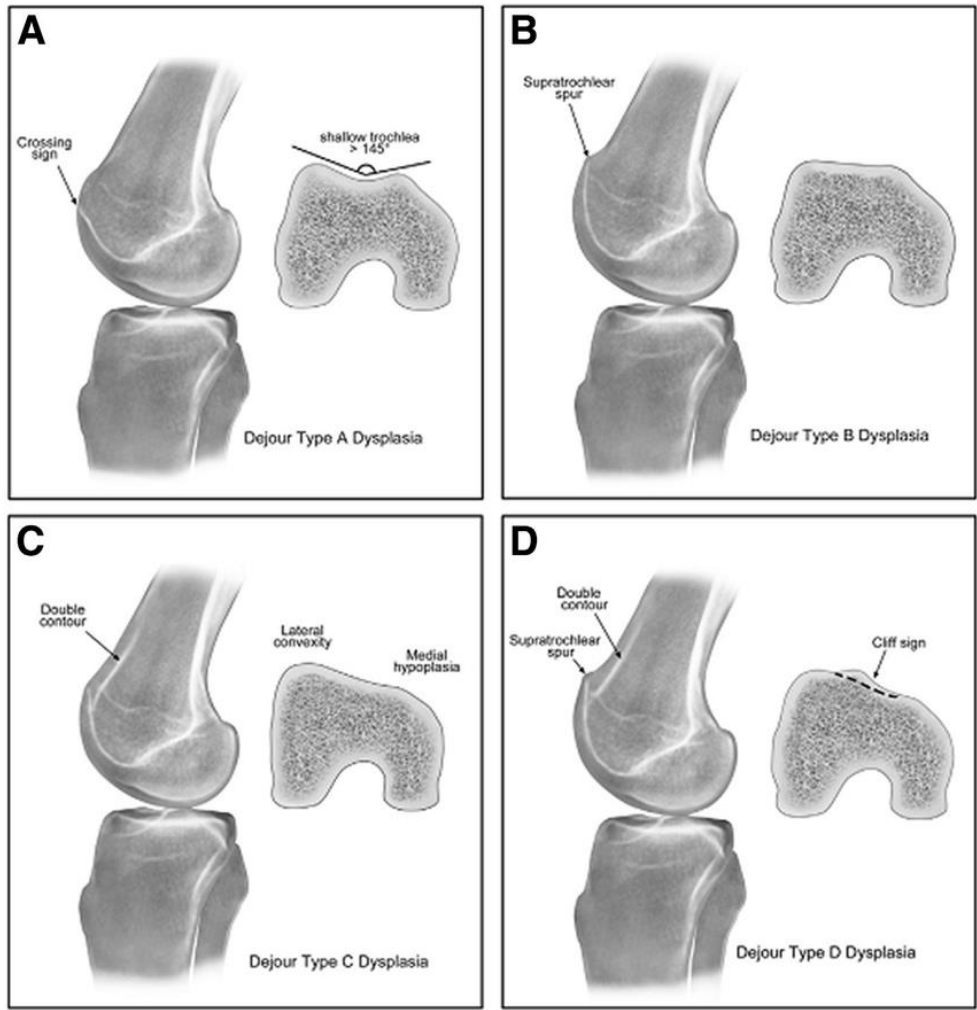 A
Crossing
sign
shallow trochlea
> 145°
Dejour Type A Dysplasia
B
Supratrochlear
spur
Dejour Type B Dysplasia
C
Double
contour
Lateral
convexity
Medial
hypoplasia
Dejour Type C Dysplasia
D
Double
contour
Supratrochlear
spur
Cliff sign
Dejour Type D Dysplasia